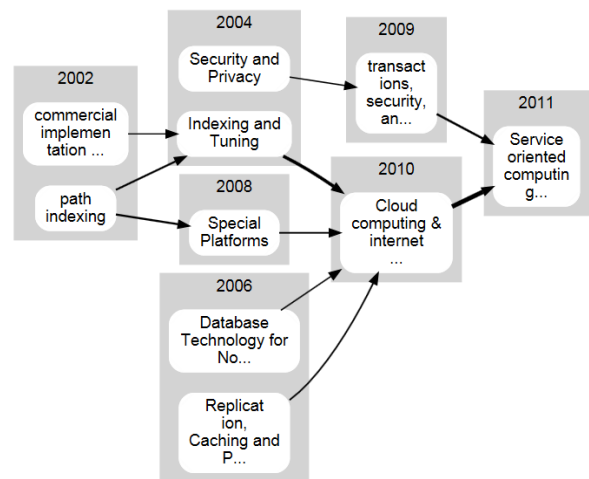 2002
commercial
implemen
tation ...
path
indexing
2004
Security and
Privacy
Indexing and
Tuning
2008
Special
Platforms
2006
Database
Technology for
No...
Replicat
ion,
Caching and
P...
2009
transact
ions,
security,
an...
2010
Cloud
computing &
internet
...
2011
Service
oriented
computin
g...